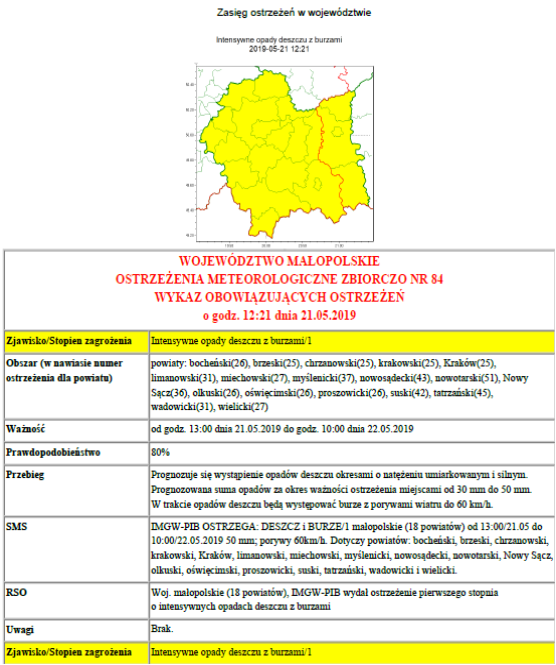 Zasięg ostrzeżeń w województwie
Intensywne opady deszczu z burzami
2019-05-21 12:21
WOJEWÓDZTWO MAŁOPOLSKIE
OSTRZEŻENIA METEOROLOGICZNE ZBIORCZO NR 84
WYKAZ OBOWIĄZUJĄCYCH OSTRZEŻEŃ
o godz. 12:21 dnia 21.05.2019
Zjawisko/Stopien zagrożenia Intensywne opady deszczu z burzami/1
Obszar (w nawiasie numer ostrzeżenia dla powiatu) powiaty: bocheński(26), brzeski(25), chrzanowski(25), krakowski(25), Kraków(25),
limanowski(31), miechowski(27), myślenicki(37), nowosądecki(43), nowotarski(51), Nowy
Sącz(36), olkuski(26), oświęcimski(26), proszowicki(26), suski(42), tatrzański(45),
wadowicki(31), wielicki(27)
Ważność od godz. 13:00 dnia 21.05.2019 do godz. 10:00 dnia 22.05.2019
Prawdopodobieństwo 80%
Przebieg Prognozuje się wystąpienie opadów deszczu okresami o natężeniu umiarkowanym i silnym.
Prognozowana suma opadów za okres ważności ostrzeżenia miejscami od 30 mm do 50 mm.
W trakcie opadów deszczu będą występować burze z porywami wiatru do 60 km/h.
SMS IMGW-PIB OSTRZEGA: DESZCZ i BURZE/1 małopolskie (18 powiatów) od 13:00/21.05 do
10:00/22.05.2019 50 mm; porywy 60km/h. Dotyczy powiatów: bocheński, brzeski, chrzanowski,
krakowski, Kraków, limanowski, miechowski, myślenicki, nowosądecki, nowotarski, Nowy Sącz,
olkuski, oświęcimski, proszowicki, suski, tatrzański, wadowicki i wielicki.
RSO Woj. małopolskie (18 powiatów), IMGW-PIB wydał ostrzeżenie pierwszego stopnia
o intensywnych opadach deszczu z burzami
Uwagi Brak.
Zjawisko/Stopien zagrożenia Intensywne opady deszczu z burzami/1